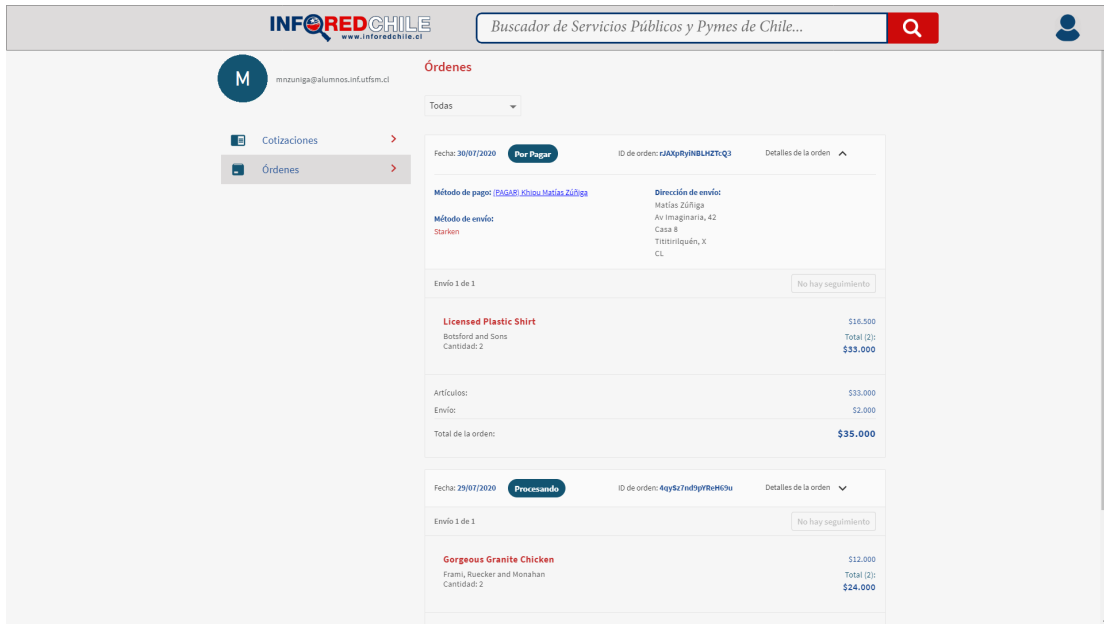 INFOREDCHILE
www.inforedchile.cl
Buscador de Servicios Públicos y Pymes de Chile...
M
mnzuniga@alumnos.inf.utfsm.cl
Cotizaciones
Órdenes
Órdenes
Todas
Fecha: 30/07/2020 Por Pagar ID de orden: rJAXpRyiNBLHZTcQ3 Detalles de la orden
Método de pago: (PAGAR) Khipu Matías Zúñiga
Método de envío:
Starken
Dirección de envío:
Matías Zúñiga
Av Imaginaria, 42
Casa 8
Tititirilquén, X
CL
Envío 1 de 1 No hay seguimiento
Licensed Plastic Shirt $16.500
Botsford and Sons Total (2):
Cantidad: 2 $33.000
Artículos: $33.000
Envío: $2.000
Total de la orden: $35.000
Fecha: 29/07/2020 Procesando ID de orden: 4qySz7nd9pYReH69u Detalles de la orden
Envío 1 de 1 No hay seguimiento
Gorgeous Granite Chicken $12.000
Frami, Ruecker and Monahan Total (2):
Cantidad: 2 $24.000